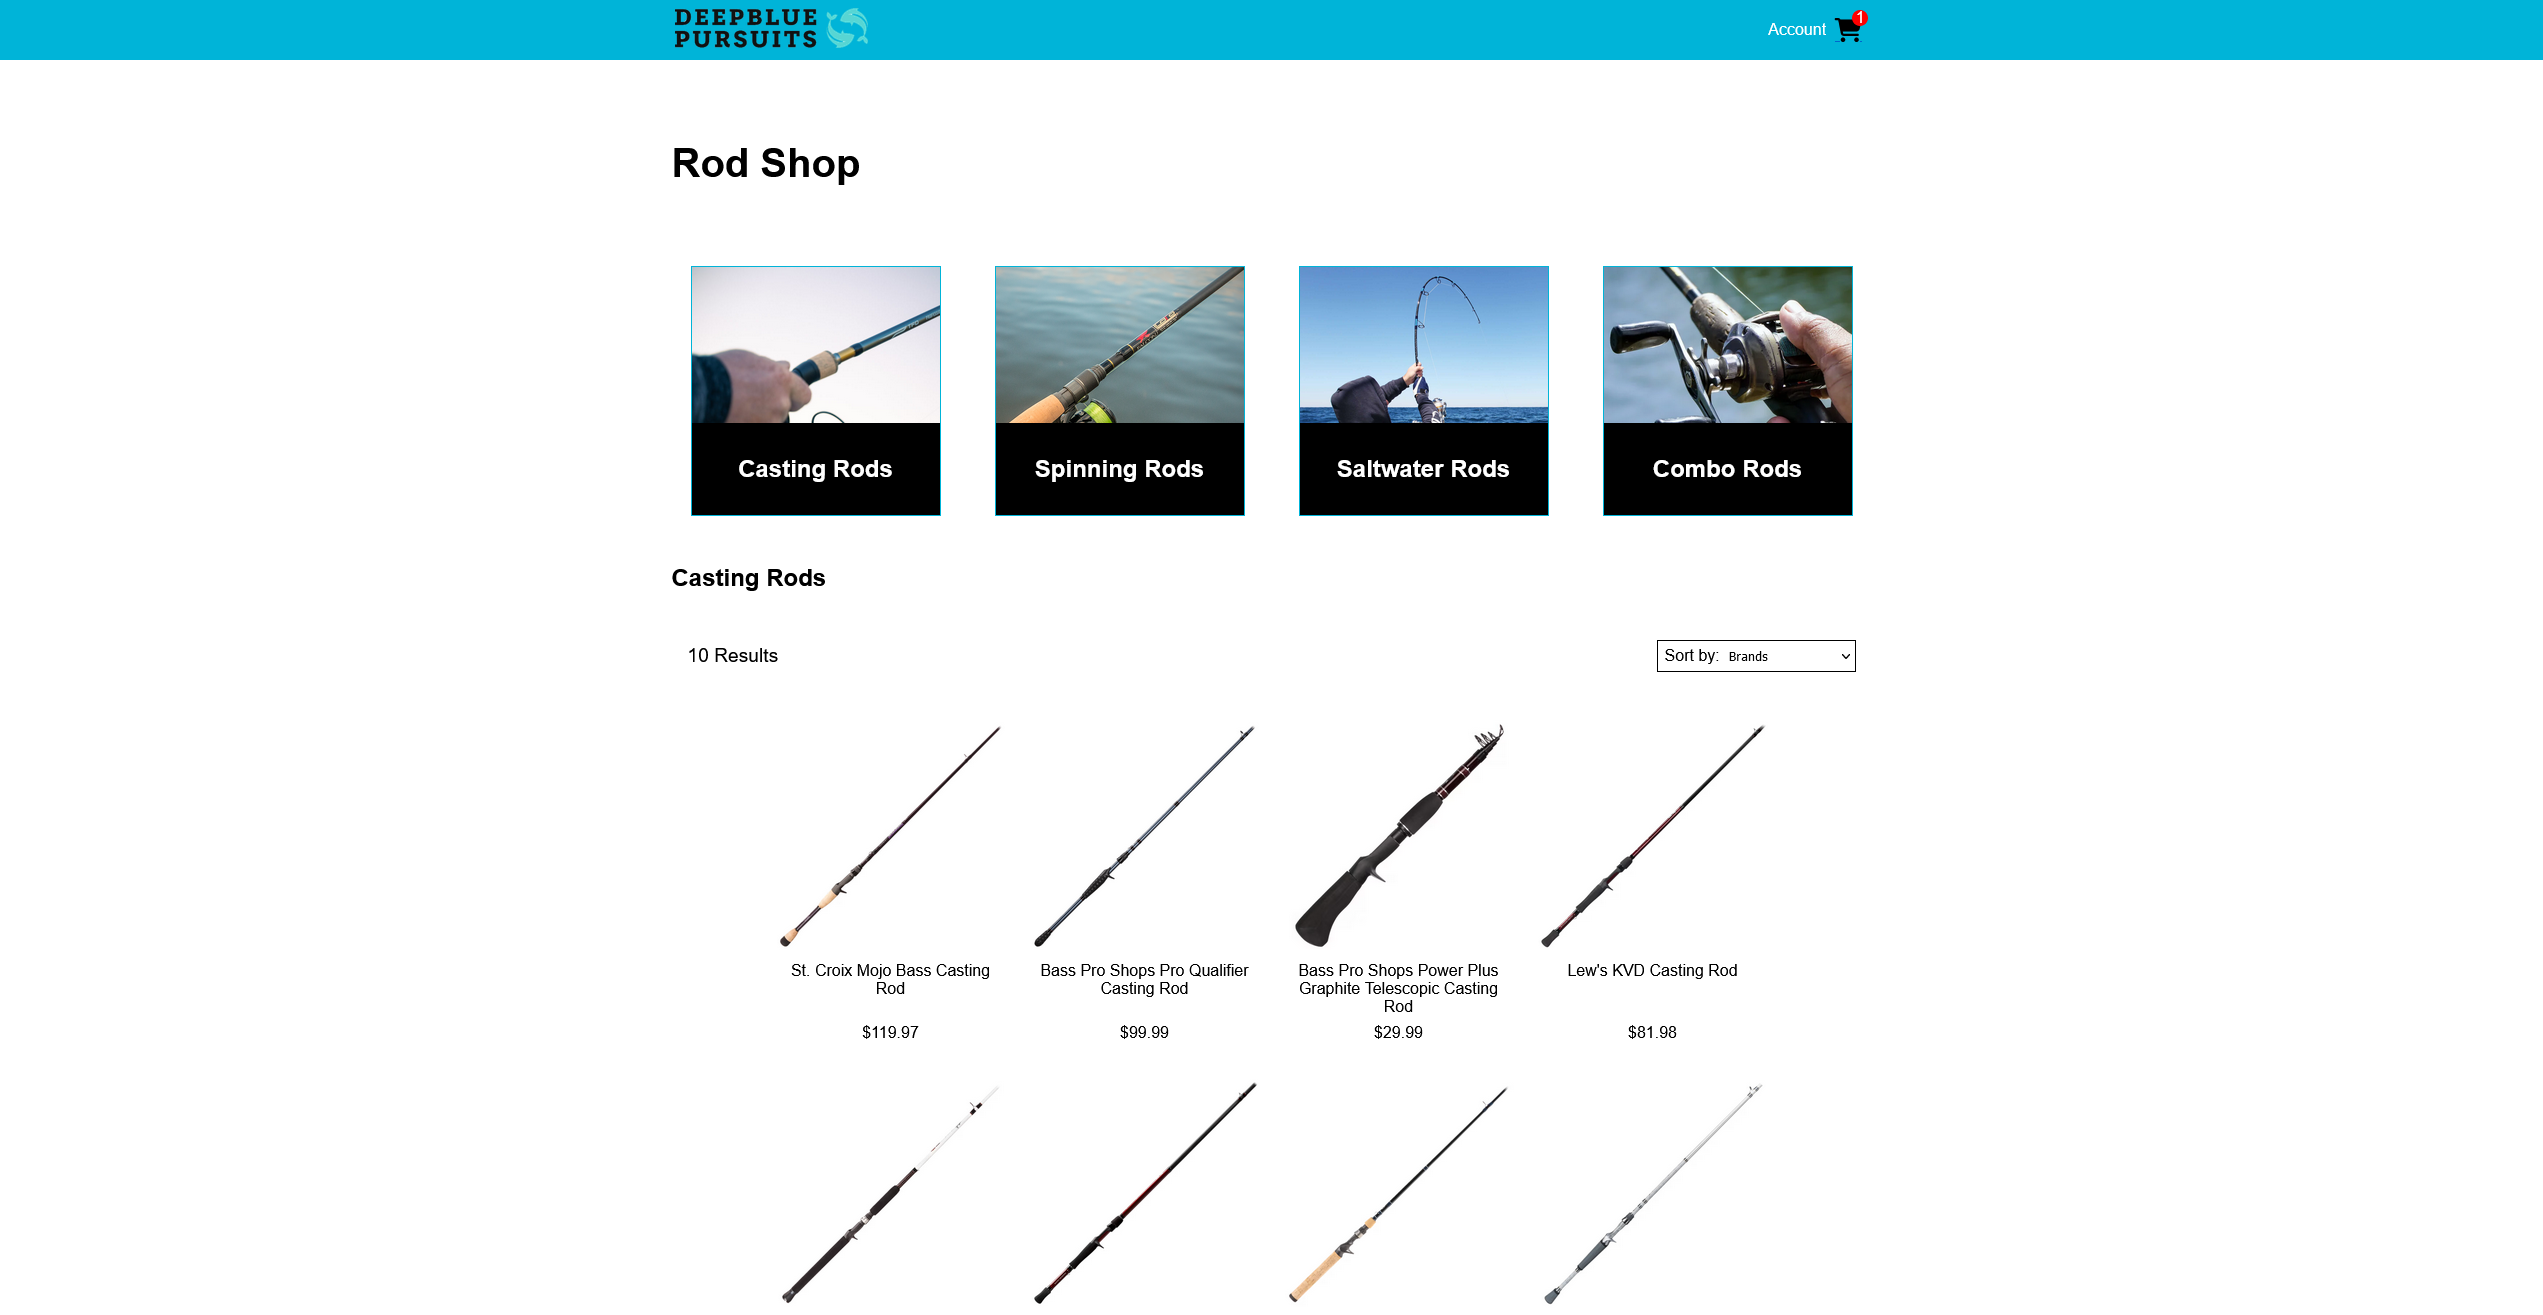 DEEPBLUE
PURSUITS
Account
1
Rod Shop
Casting Rods
Spinning Rods
Saltwater Rods
Combo Rods
Casting Rods
10 Results
Sort by: Brands
St. Croix Mojo Bass Casting
Rod
$119.97
Bass Pro Shops Pro Qualifier
Casting Rod
$99.99
Bass Pro Shops Power Plus
Graphite Telescopic Casting
Rod
$29.99
Lew's KVD Casting Rod
$81.98